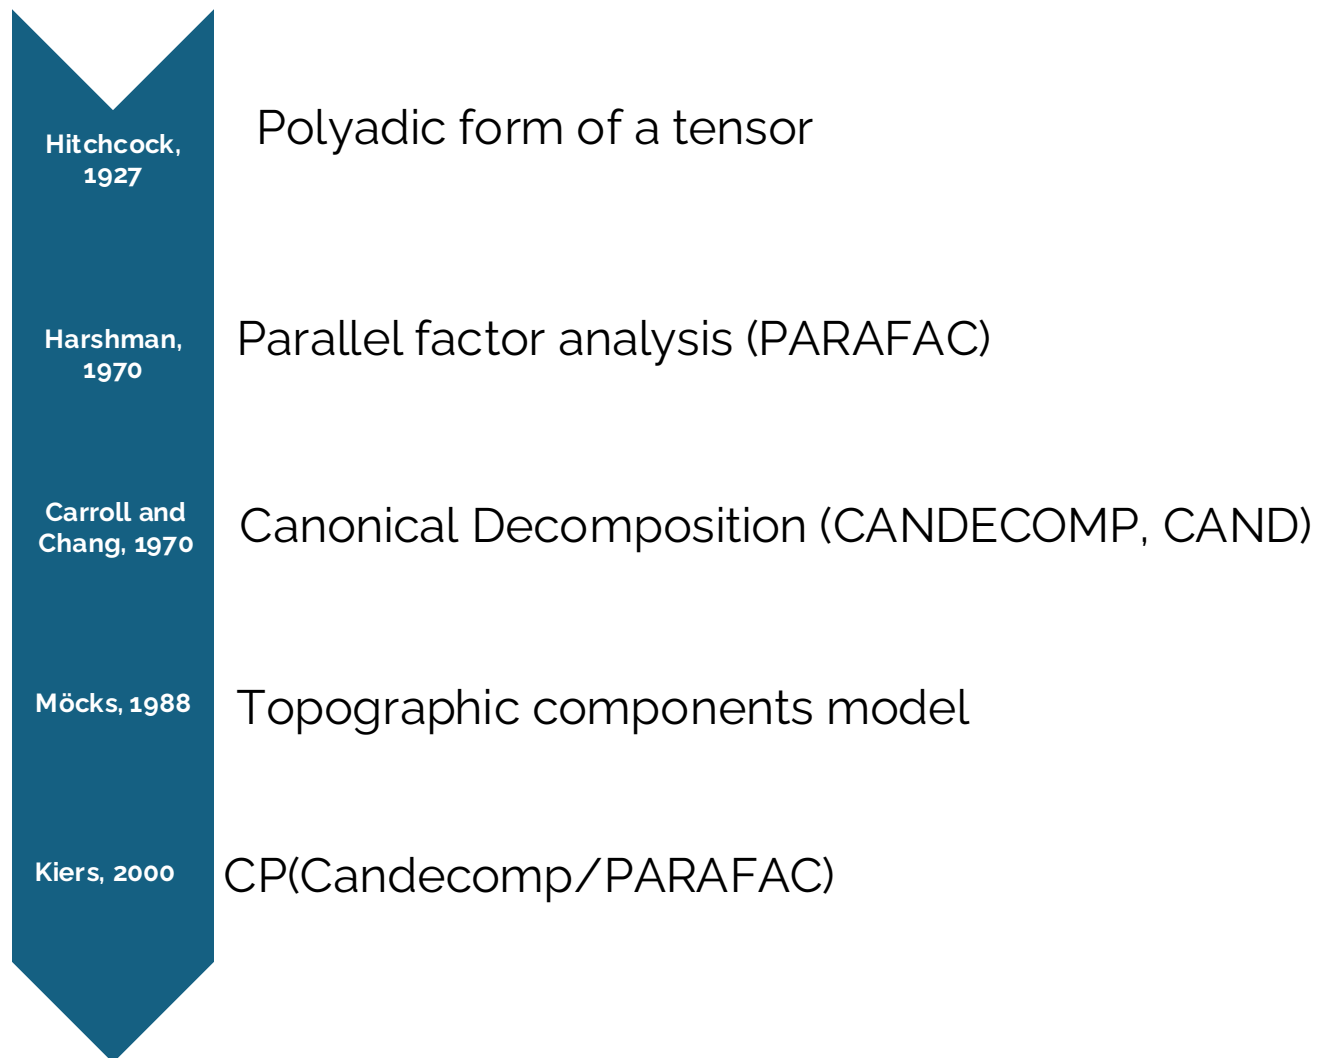 Hitchcock,
1927
Polyadic form of a tensor
Harshman,
1970
Parallel factor analysis (PARAFAC)
Carroll and
Chang, 1970
Canonical Decomposition (CANDECOMP, CAND)
Möcks, 1988
Topographic components model
Kiers, 2000
CP(Candecomp/PARAFAC)